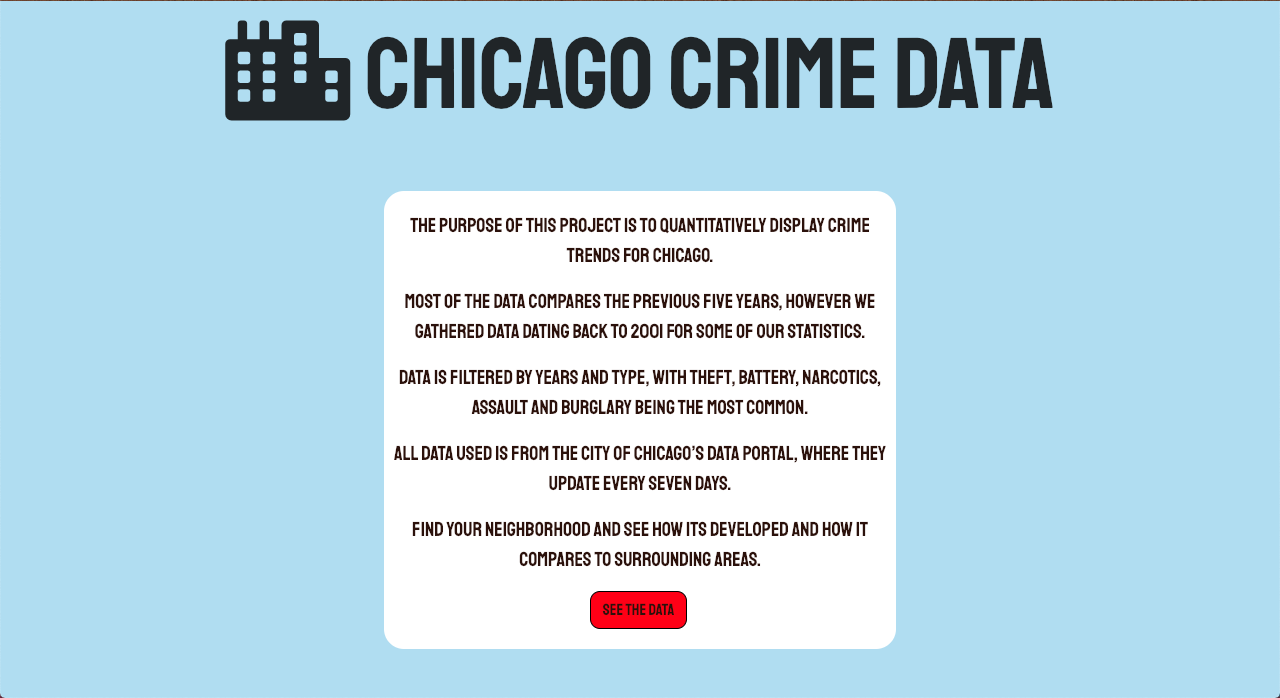 CHICAGO CRIME DATA
THE PURPOSE OF THIS PROJECT IS TO QUANTITATIVELY DISPLAY CRIME
TRENDS FOR CHICAGO.
MOST OF THE DATA COMPARES THE PREVIOUS FIVE YEARS, HOWEVER WE
GATHERED DATA DATING BACK TO 2001 FOR SOME OF OUR STATISTICS.
DATA IS FILTERED BY YEARS AND TYPE, WITH THEFT, BATTERY, NARCOTICS,
ASSAULT AND BURGLARY BEING THE MOST COMMON.
ALL DATA USED IS FROM THE CITY OF CHICAGO'S DATA PORTAL, WHERE THEY
UPDATE EVERY SEVEN DAYS.
FIND YOUR NEIGHBORHOOD AND SEE HOW ITS DEVELOPED AND HOW IT
COMPARES TO SURROUNDING AREAS.
SEE THE DATA